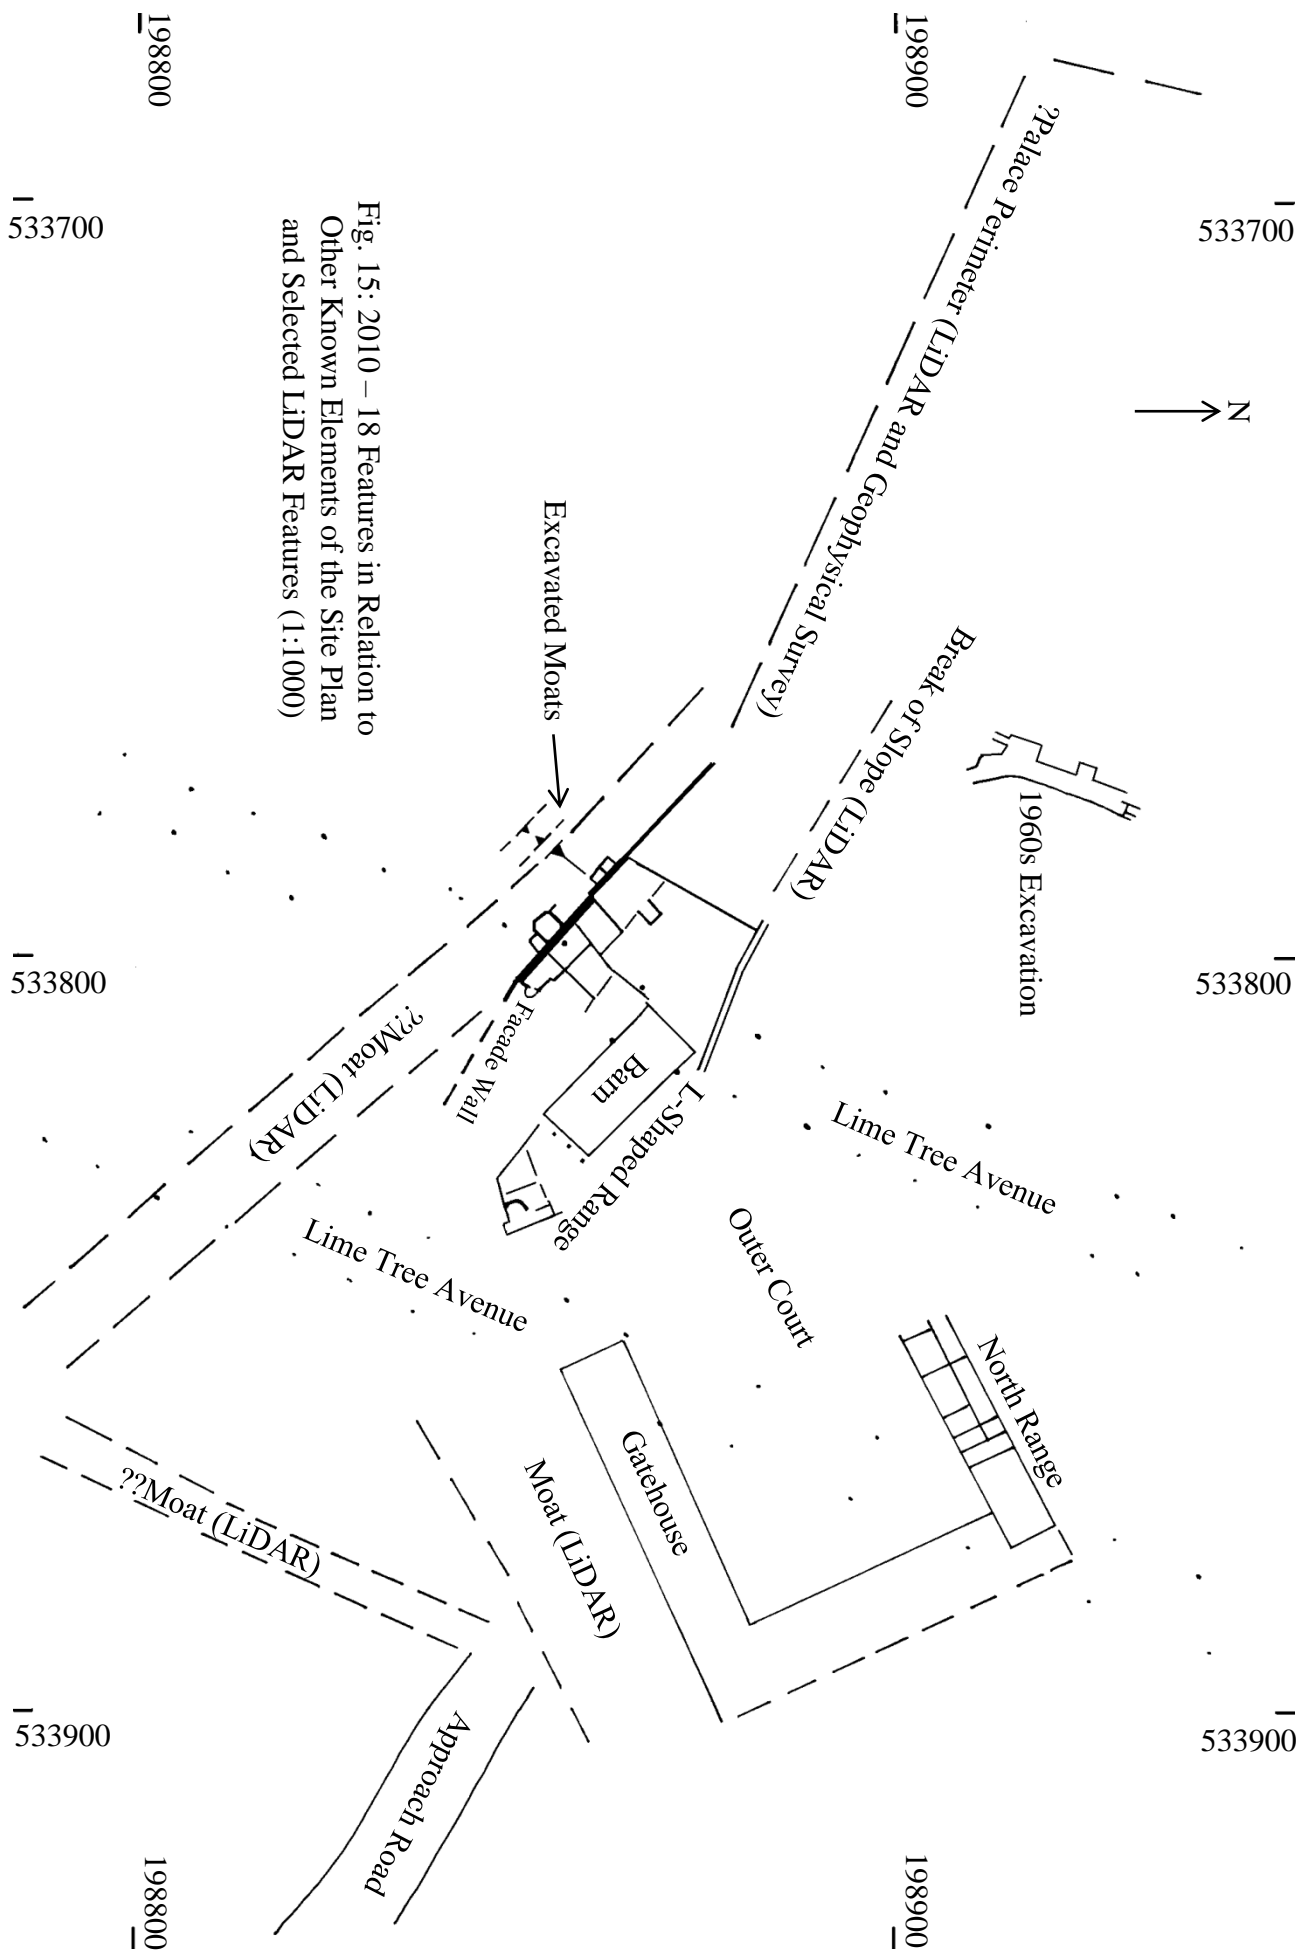 198800
198900
533700
533700
?Palace Perimeter (LiDAR and Geophysical Survey)
N
Fig. 15: 2010 – 18 Features in Relation to
Other Known Elements of the Site Plan
and Selected LiDAR Features (1:1000)
Excavated Moats
Break of Slope (LiDAR)
1960s Excavation
533800
533800
??Moat (LiDAR)
Facade Wall
Barn
L-Shaped Range
Lime Tree Avenue
Lime Tree Avenue
Outer Court
North Range
Gatehouse
Moat (LiDAR)
??Moat (LiDAR)
Approach Road
533900
533900
198800
198900